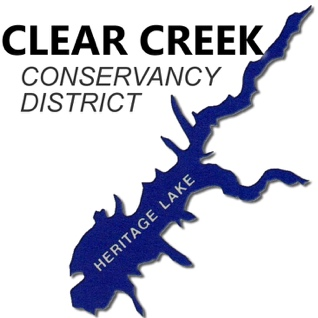 CLEAR CREEK
CONSERVANCY
DISTRICT
HERITAGE LAKE